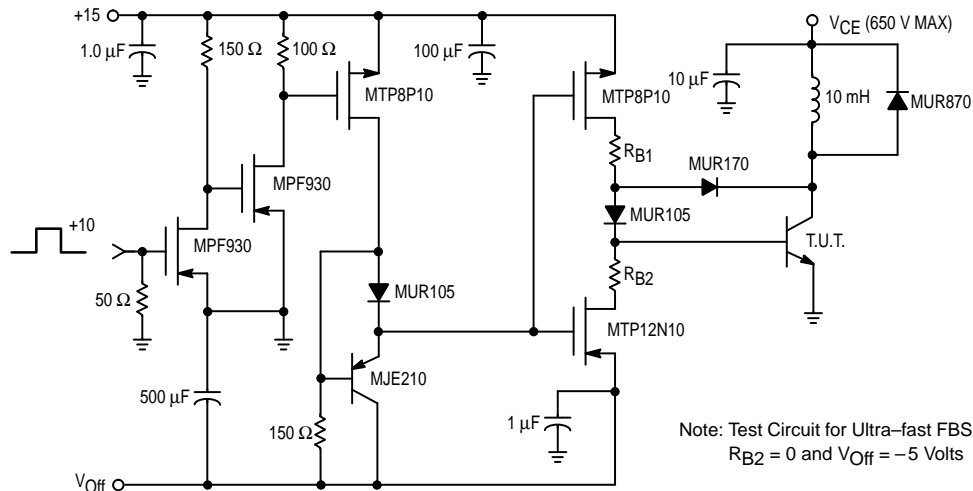 +15
1.0 μF
150 Ω
100 Ω
MTP8P10
100 μF
MTP8P10
V_CE (650 V MAX)
10 μF
10 mH
MUR870
R_B1
MUR170
MPF930
MUR105
+10
MPF930
T.U.T.
50 Ω
R_B2
MUR105
MTP12N10
500 μF
MJE210
150 Ω
1 μF
V_Off
Note: Test Circuit for Ultra–fast FBSOA
R_B2 = 0 and V_Off = –5 Volts